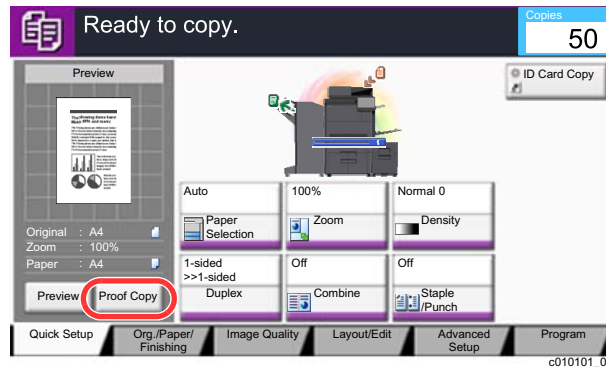 Ready to copy.
Copies
50
Preview
ID Card Copy
Original : A4
Zoom : 100%
Paper : A4
Preview
Proof Copy
Auto
Paper
Selection
100%
Zoom
Normal 0
Density
1-sided
>>1-sided
Duplex
Off
Combine
Off
Staple
/Punch
Quick Setup
Org./Paper/
Finishing
Image Quality
Layout/Edit
Advanced
Setup
Program
c010101_0